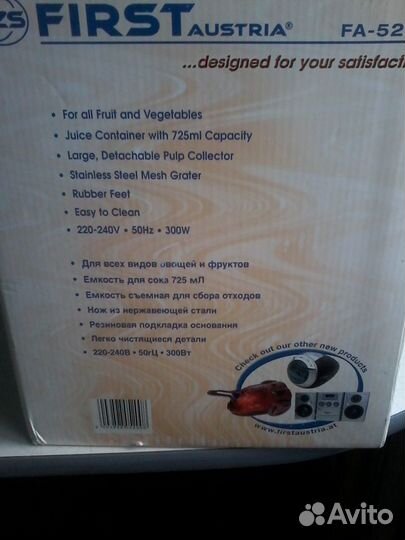 ZS FIRST AUSTRIA® FA-52
...designed for your satisfact
• For all Fruit and Vegetables
• Juice Container with 725ml Capacity
• Large, Detachable Pulp Collector
• Stainless Steel Mesh Grater
• Rubber Feet
• Easy to Clean
• 220-240V • 50Hz • 300W
• Для всех видов овощей и фруктов
• Емкость для сока 725 мЛ
• Емкость съемная для сбора отходов
• Нож из нержавеющей стали
• Резиновая подкладка основания
• Легко чистящиеся детали
• 220-240В • 50гЦ • 300Вт
Check out our other new products
www.firstaustria.at
Avito